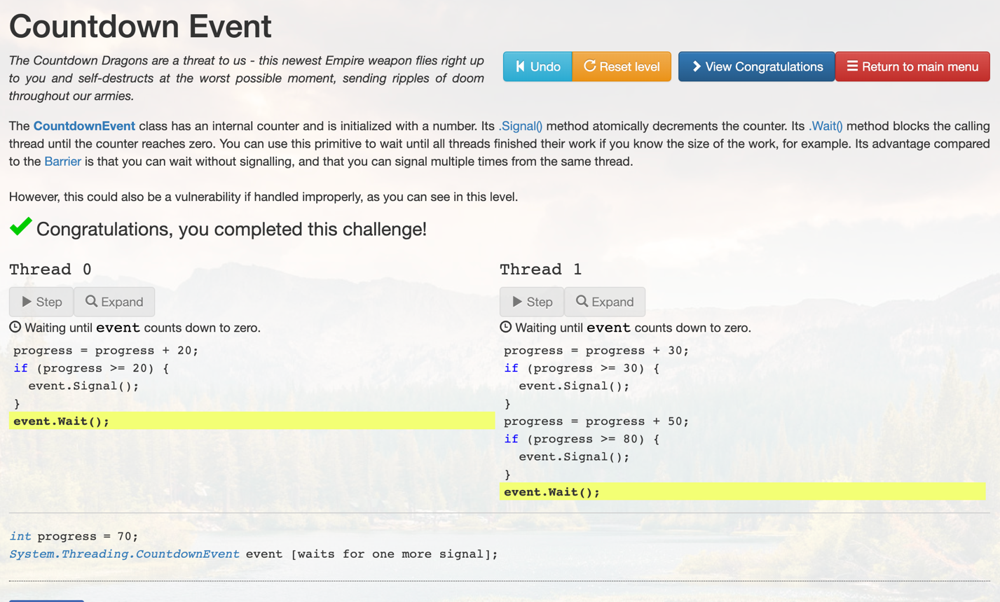 Countdown Event
The Countdown Dragons are a threat to us - this newest Empire weapon flies right up
to you and self-destructs at the worst possible moment, sending ripples of doom
throughout our armies.
Undo
Reset level
View Congratulations
Return to main menu
The CountdownEvent class has an internal counter and is initialized with a number. Its .Signal() method atomically decrements the counter. Its .Wait() method blocks the calling
thread until the counter reaches zero. You can use this primitive to wait until all threads finished their work if you know the size of the work, for example. Its advantage compared
to the Barrier is that you can wait without signalling, and that you can signal multiple times from the same thread.
However, this could also be a vulnerability if handled improperly, as you can see in this level.
Congratulations, you completed this challenge!
Thread 0
Step
Expand
Waiting until event counts down to zero.
progress = progress + 20;
if (progress >= 20) {
event.Signal();
}
event.Wait();
Thread 1
Step
Expand
Waiting until event counts down to zero.
progress = progress + 30;
if (progress >= 30) {
event.Signal();
}
progress = progress + 50;
if (progress >= 80) {
event.Signal();
}
event.Wait();
int progress = 70;
System.Threading.CountdownEvent event [waits for one more signal];